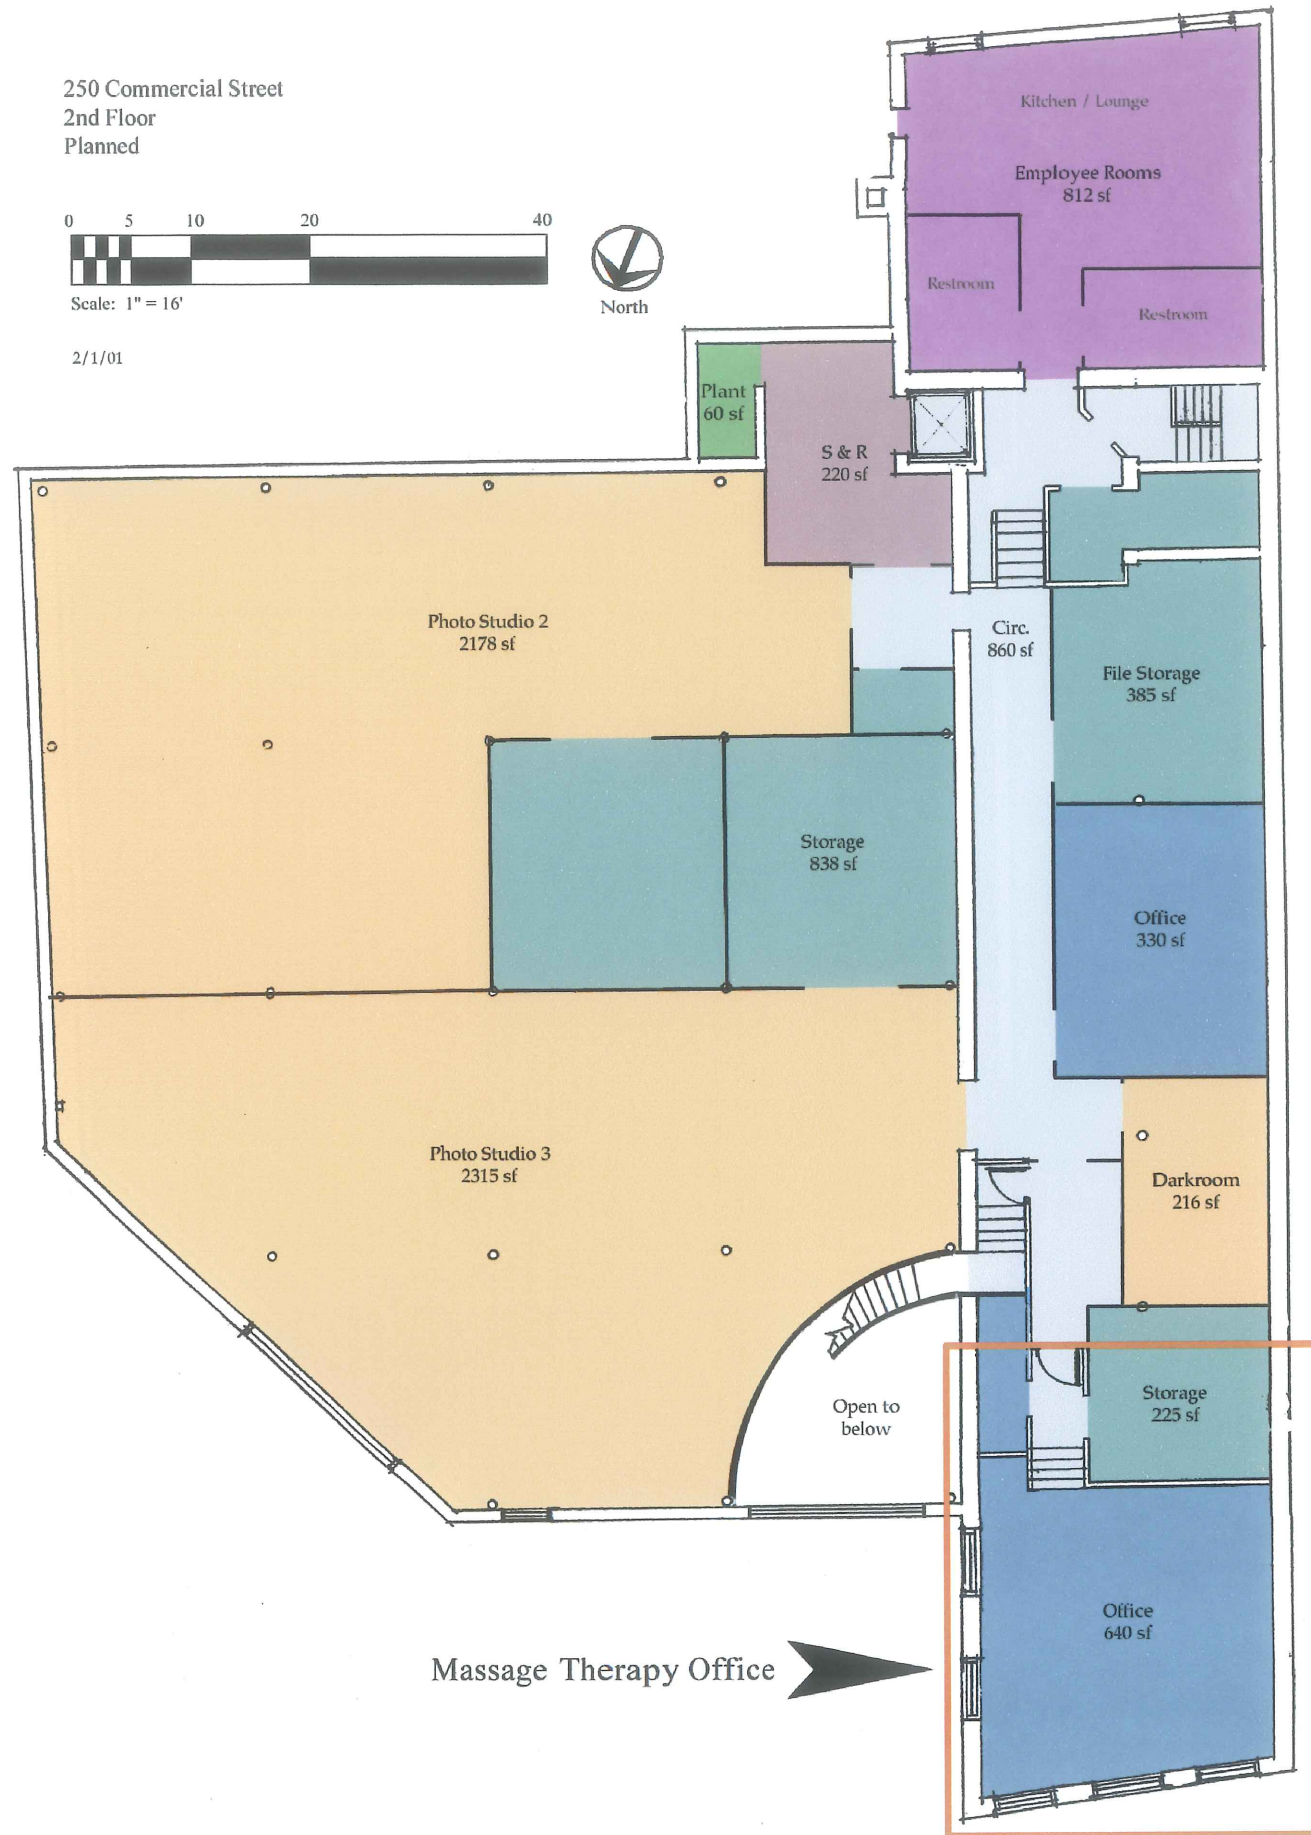 250 Commercial Street
2nd Floor
Planned
0 5 10 20 40
Scale: 1" = 16'
North
2/1/01
Kitchen / Lounge
Employee Rooms
812 sf
Restroom
Restroom
Plant
60 sf
S & R
220 sf
Photo Studio 2
2178 sf
Circ.
860 sf
File Storage
385 sf
Storage
838 sf
Office
330 sf
Photo Studio 3
2315 sf
Darkroom
216 sf
Open to
below
Storage
225 sf
Office
640 sf
Massage Therapy Office